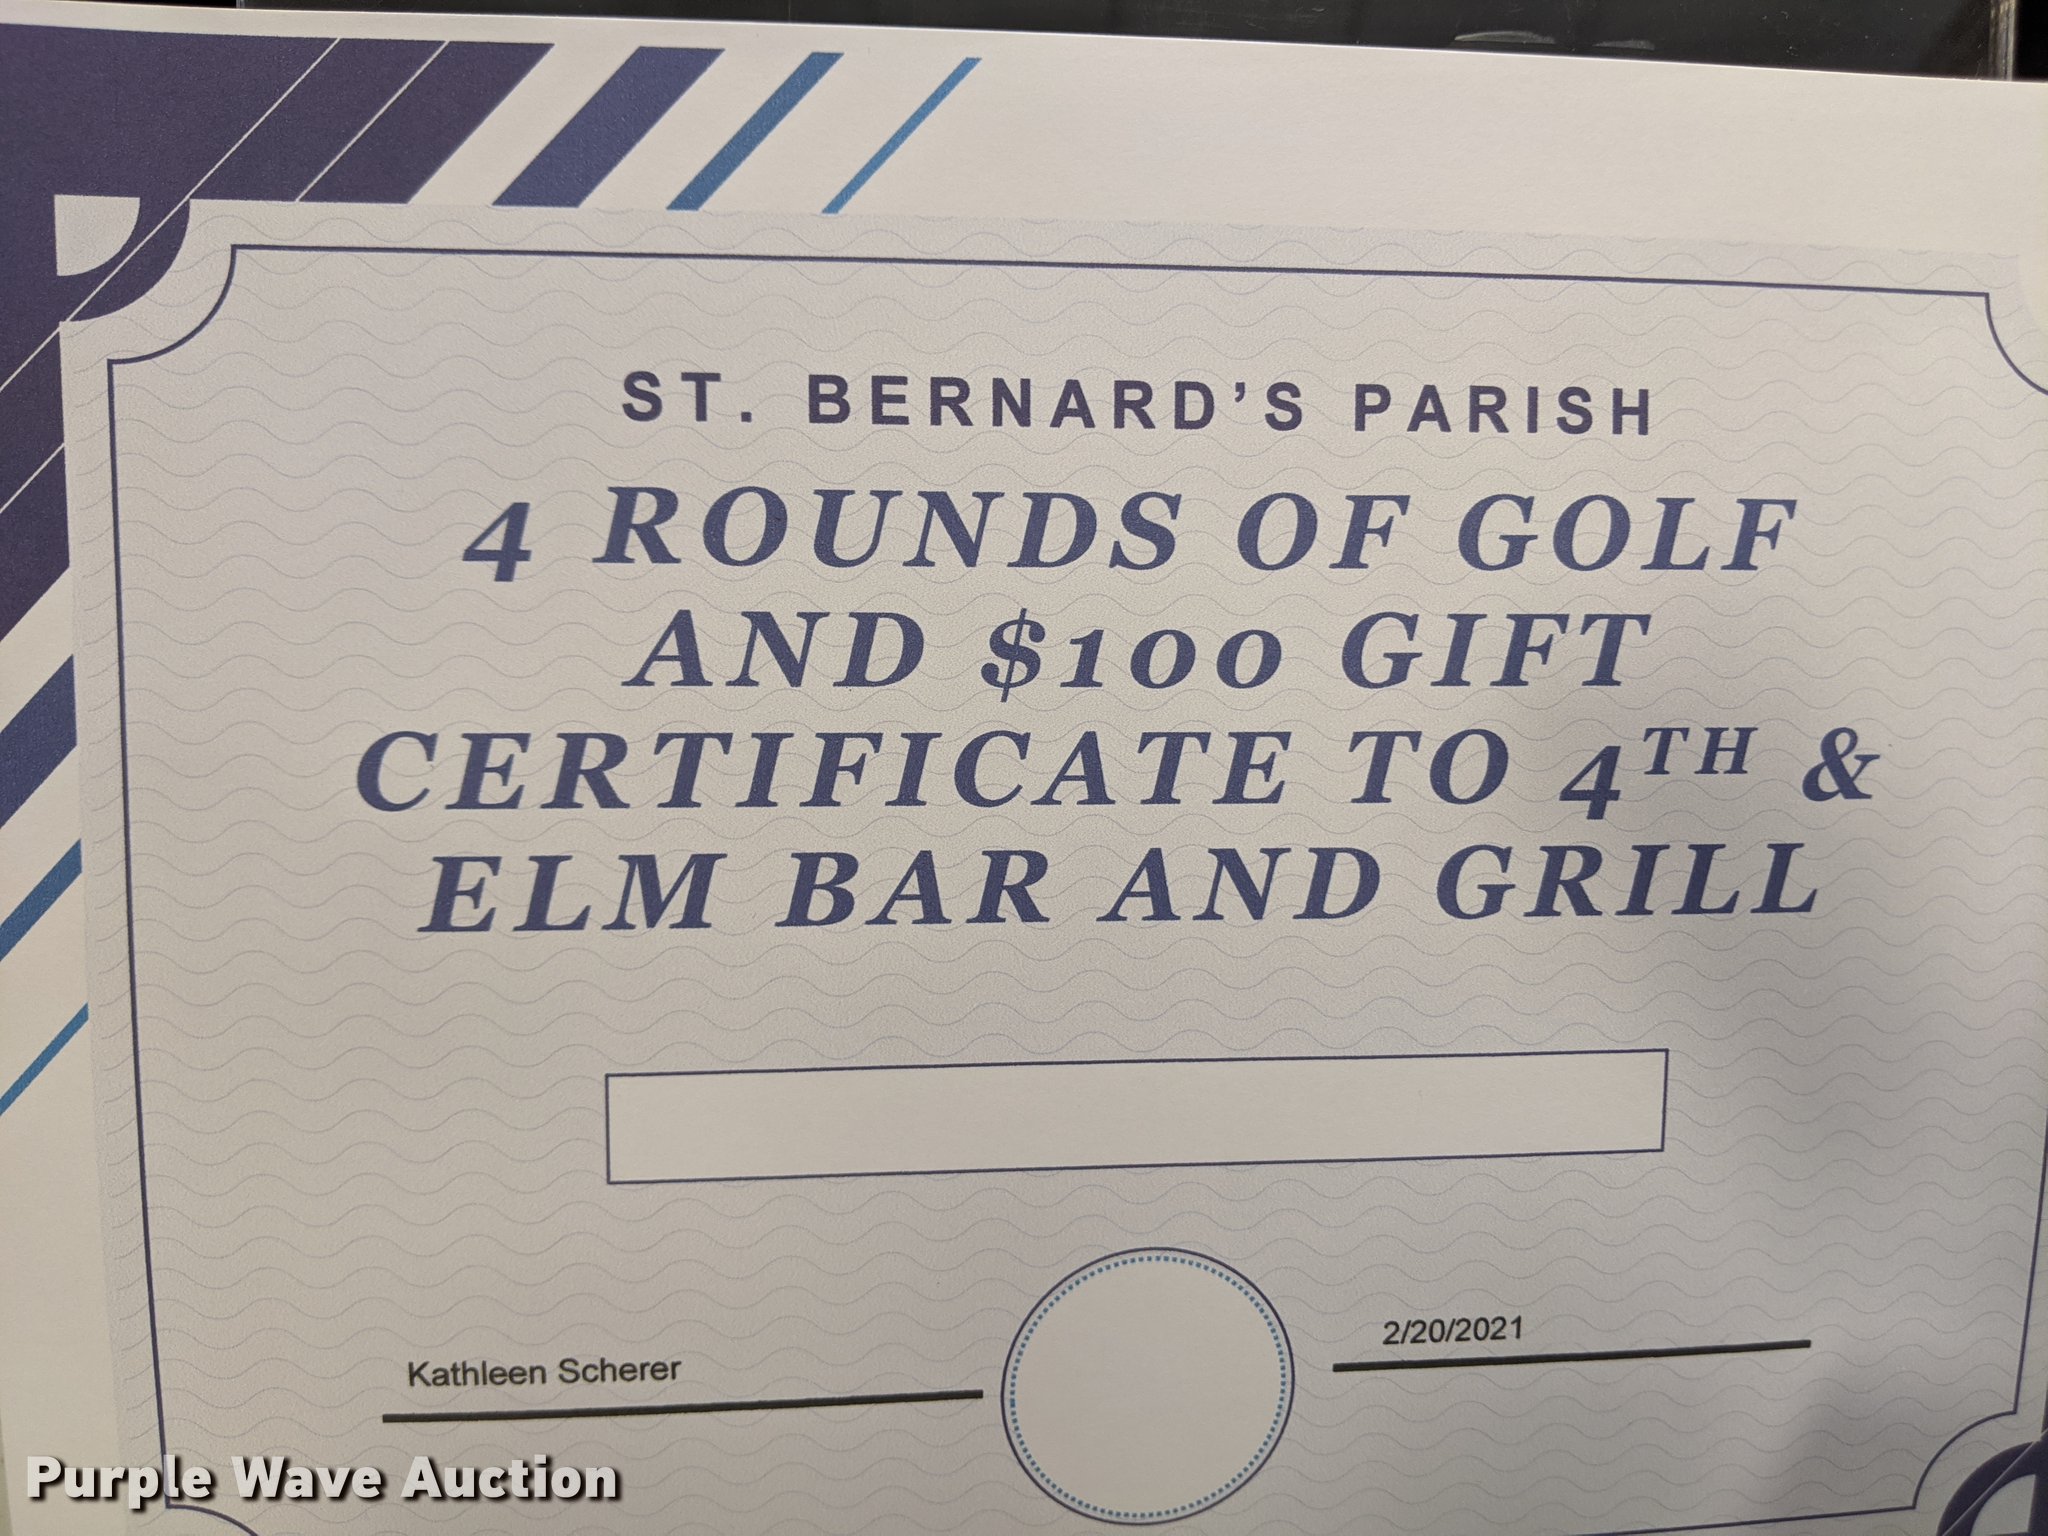 ST. BERNARD'S PARISH
4 ROUNDS OF GOLF
AND $100 GIFT
CERTIFICATE TO 4TH &
ELM BAR AND GRILL
Kathleen Scherer
2/20/2021
Purple Wave Auction